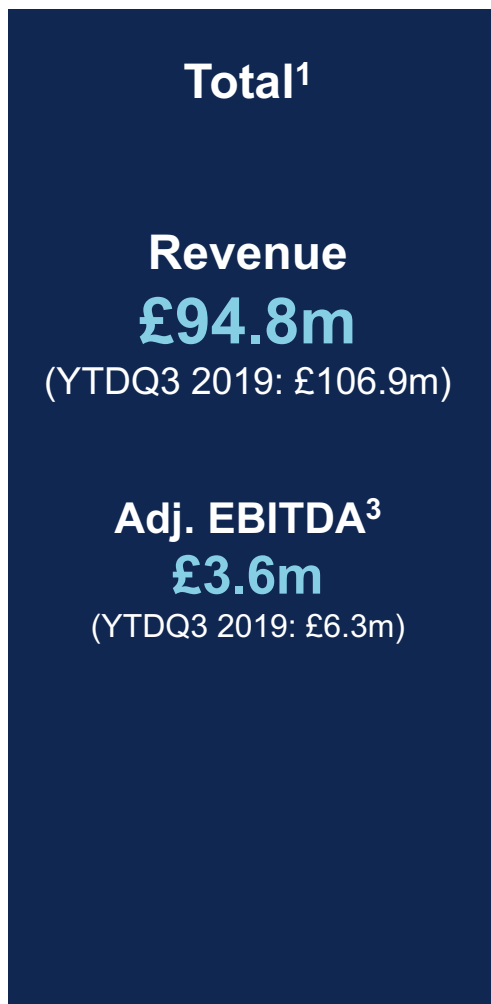 Total¹
Revenue
£94.8m
(YTDQ3 2019: £106.9m)
Adj. EBITDA³
£3.6m
(YTDQ3 2019: £6.3m)